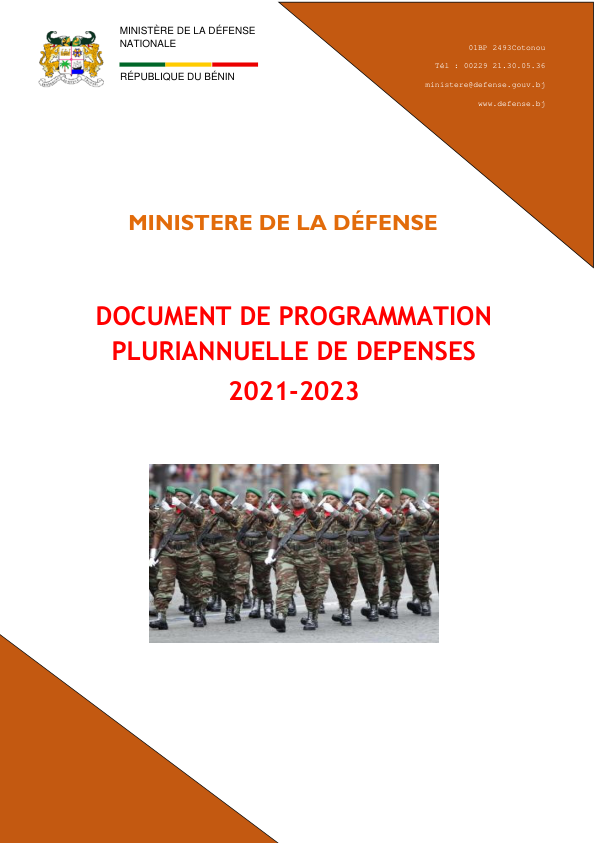 MINISTÈRE DE LA DÉFENSE
NATIONALE
RÉPUBLIQUE DU BÉNIN
01BP 2493Cotonou
Tél : 00229 21.30.05.36
ministere@defense.gouv.bj
www.defense.bj
MINISTERE DE LA DÉFENSE
DOCUMENT DE PROGRAMMATION
PLURIANNUELLE DE DEPENSES
2021-2023